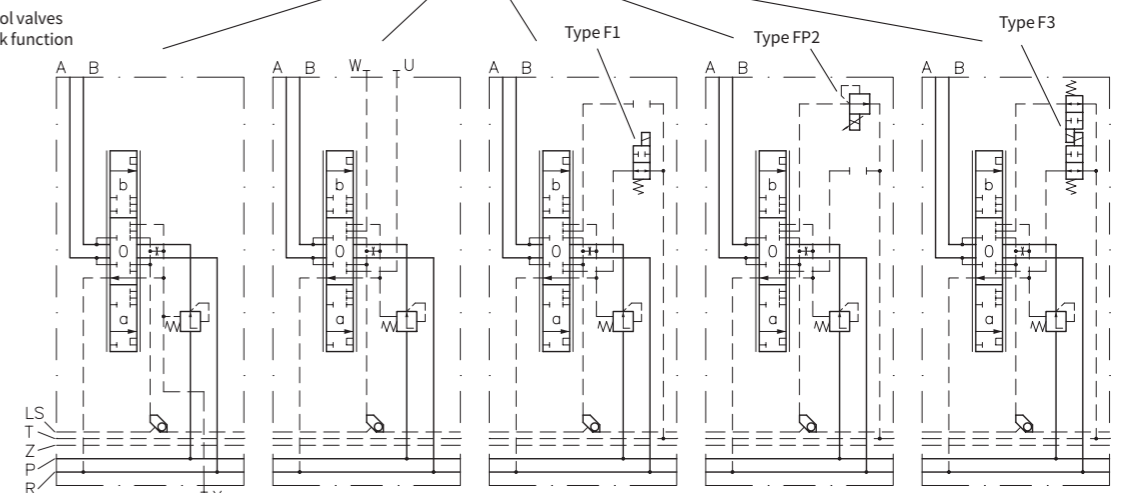 ol valves
k function
Type F1
Type FP2
Type F3
A B
A B W U
A B
A B
A B
b b b b b
0 0 0 0 0
a a a a a
LS
T
Z
P
R